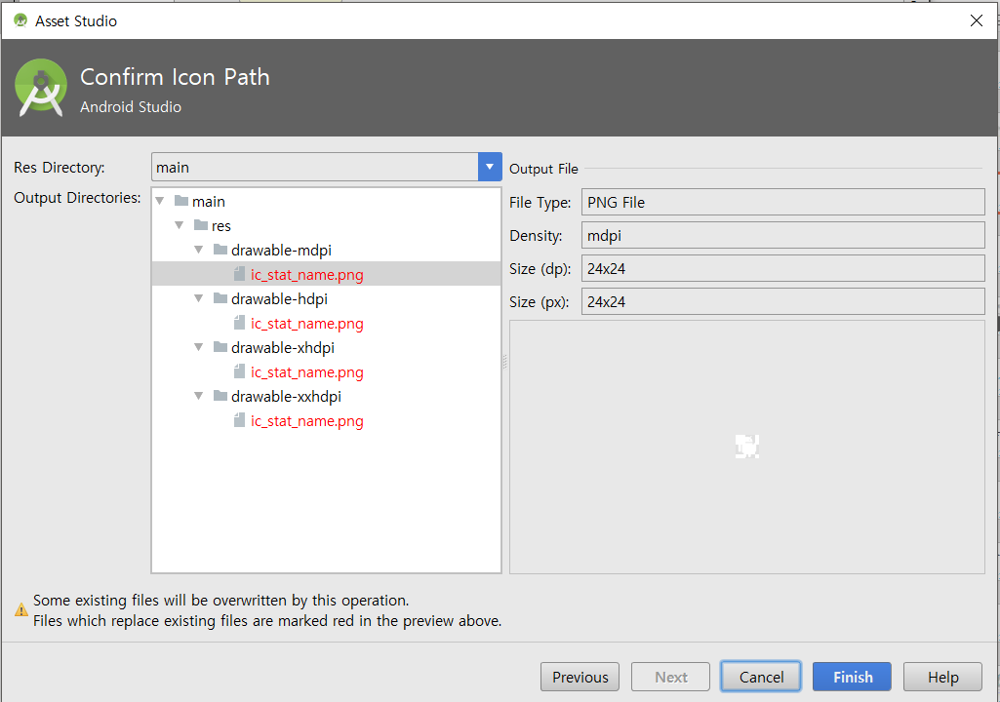 Asset Studio
Confirm Icon Path
Android Studio
Res Directory:
main
Output Directories:
main
res
drawable-mdpi
ic_stat_name.png
drawable-hdpi
ic_stat_name.png
drawable-xhdpi
ic_stat_name.png
drawable-xxhdpi
ic_stat_name.png
Output File
File Type:
PNG File
Density:
mdpi
Size (dp):
24x24
Size (px):
24x24
Some existing files will be overwritten by this operation.
Files which replace existing files are marked red in the preview above.
Previous
Next
Cancel
Finish
Help